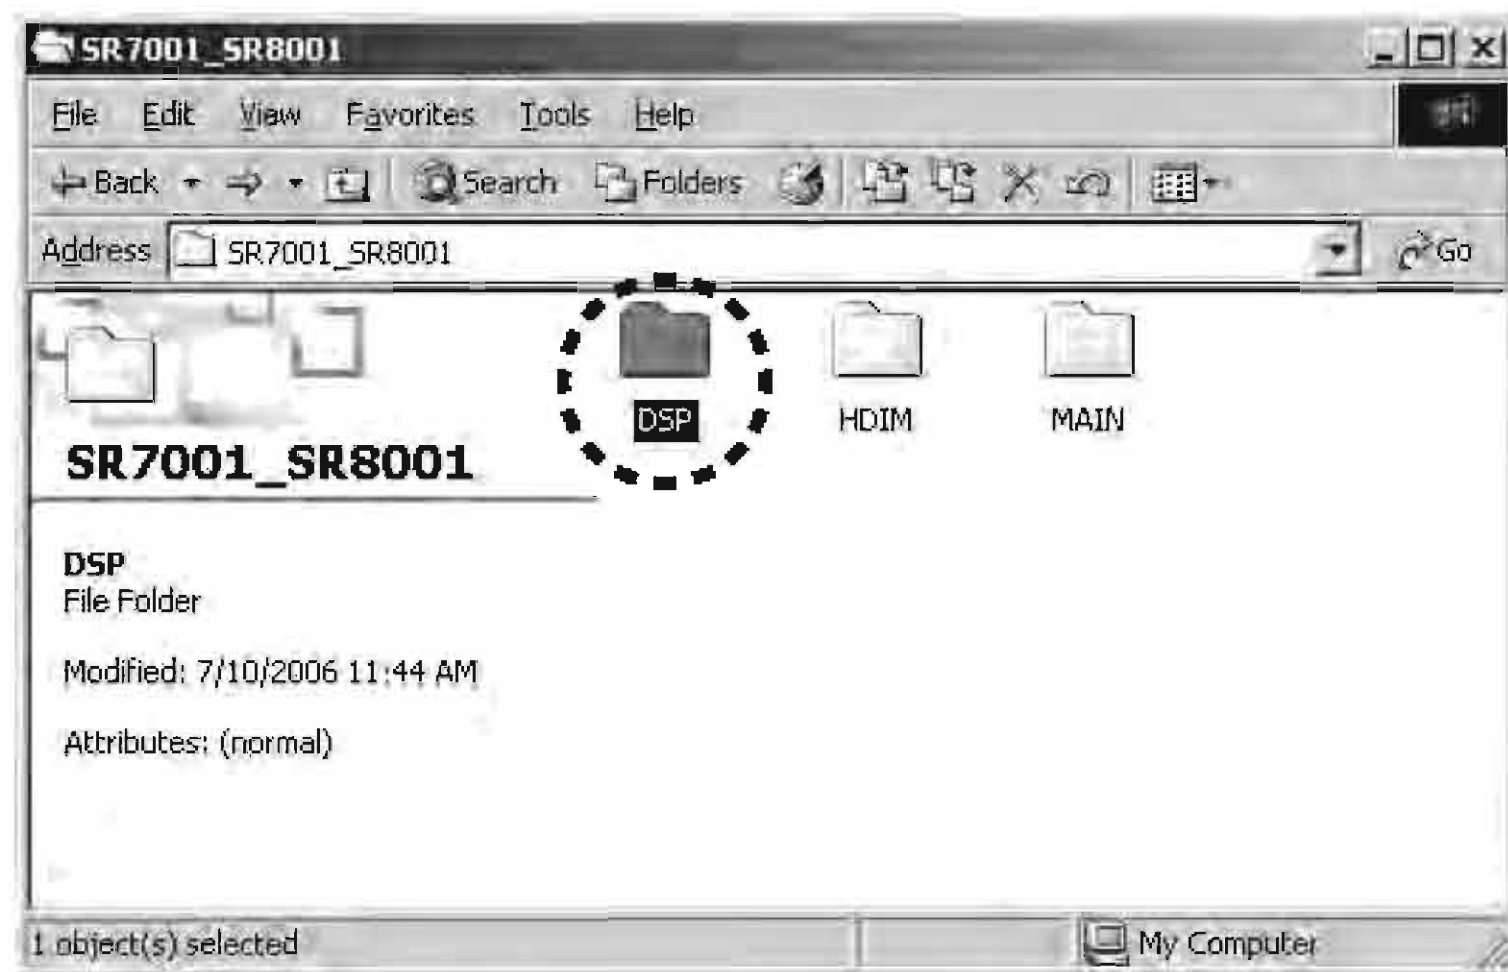 SR7001_SR8001
File Edit View Favorites Tools Help
Back Search Folders
Address SR7001_SR8001 Go
DSP HDIM MAIN
SR7001_SR8001
DSP
File Folder
Modified: 7/10/2006 11:44 AM
Attributes: (normal)
1 object(s) selected My Computer